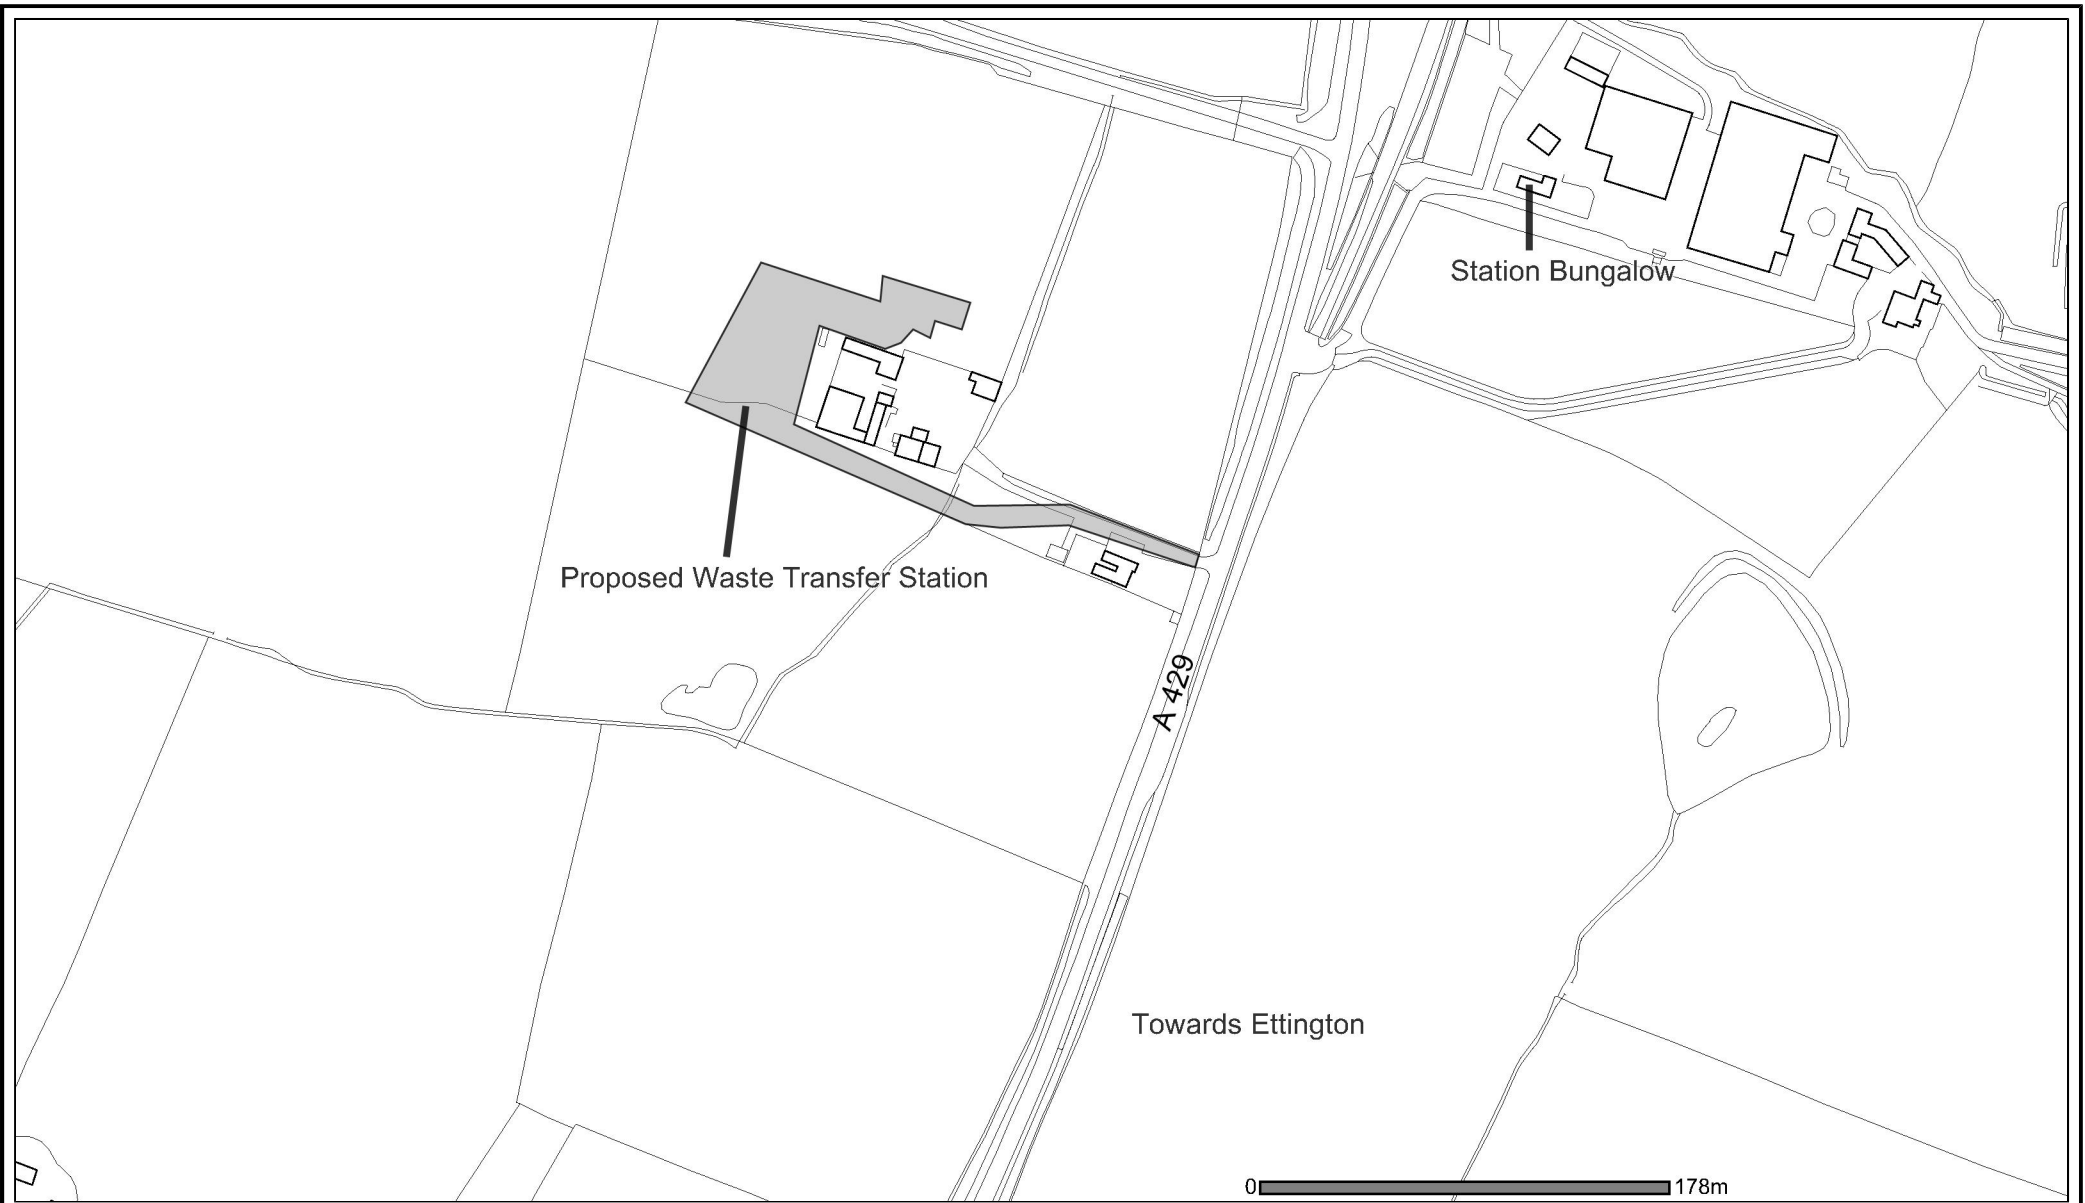 Station Bungalow
Proposed Waste Transfer Station
A 429
Towards Ettington
0 178m